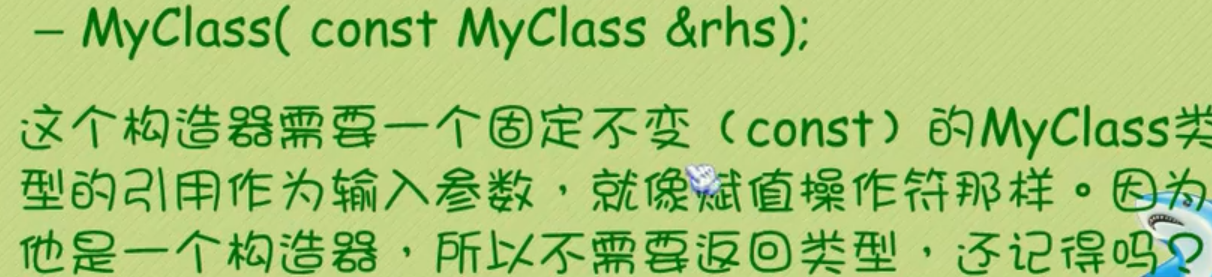 – MyClass( const MyClass &rhs);
这个构造器需要一个固定不变（const）的MyClass类
型的引用作为输入参数，就像赋值操作符那样。因为
他是一个构造器，所以不需要返回类型，还记得吗？